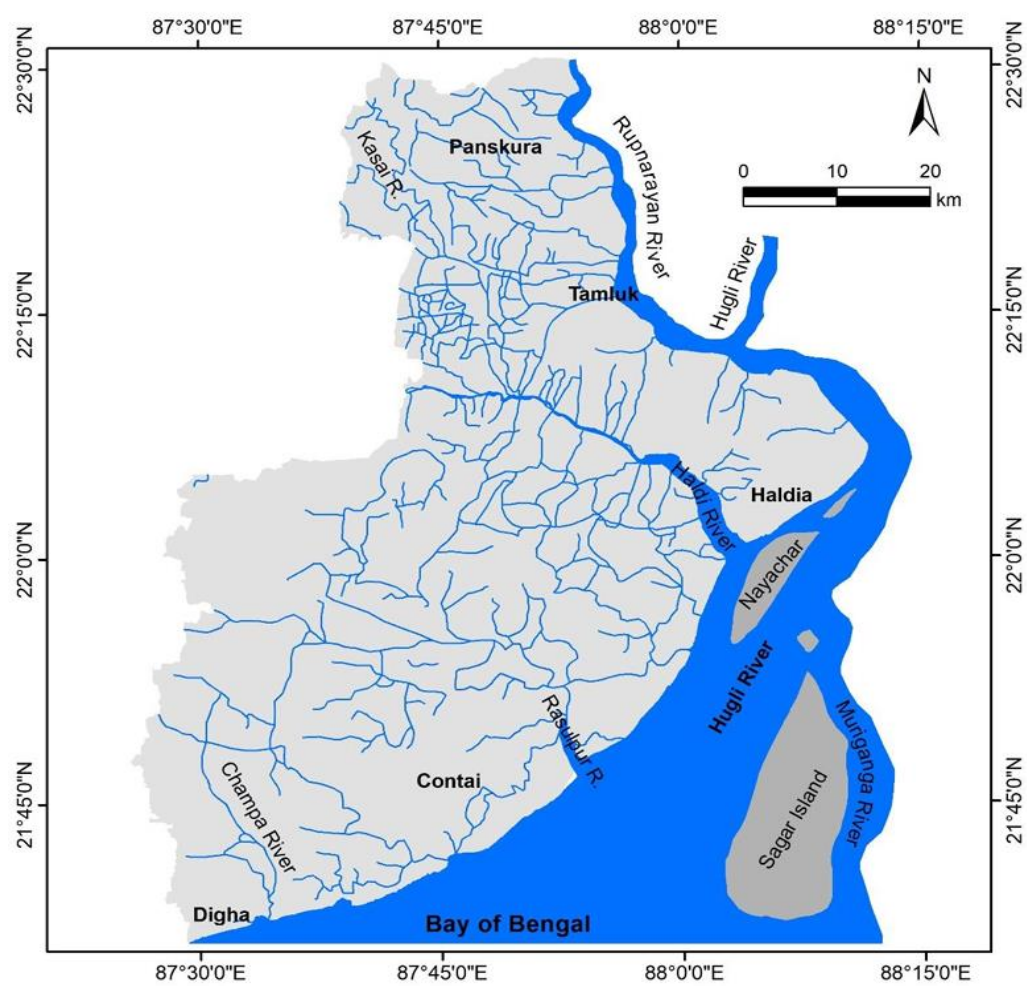 87°30'0"E
87°45'0"E
88°0'0"E
88°15'0"E
22°30'0"N
22°30'0"N
N
Panskura
Kasai R.
Rupnarayan River
0
10
20
km
Hugli River
Tamluk
22°15'0"N
22°15'0"N
Haldi River
Haldia
22°0'0"N
22°0'0"N
Nayachar
Hugli River
Rasulpur R.
Muriganga River
Contai
Champa River
Sagar Island
21°45'0"N
21°45'0"N
Digha
Bay of Bengal
87°30'0"E
87°45'0"E
88°0'0"E
88°15'0"E